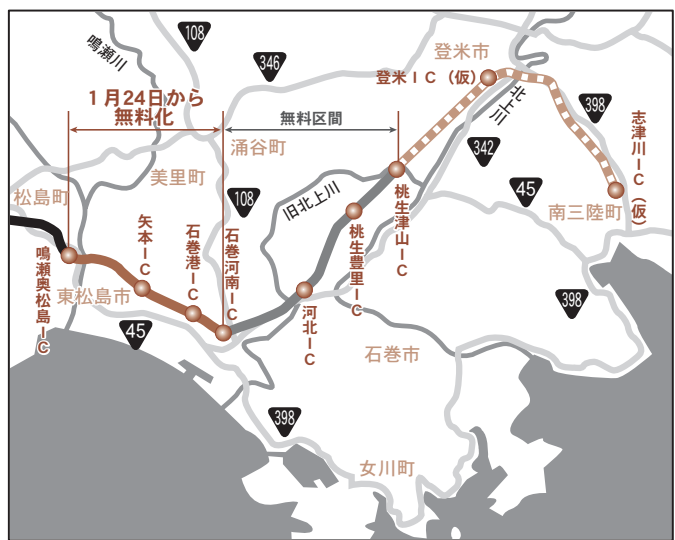 108
鳴瀬川
346
登米市
登米IC（仮）
北上川
398
志津川IC（仮）
1月24日から
無料化
無料区間
涌谷町
342
美里町
108
旧北上川
45
松島町
桃生津山IC
南三陸町
矢本IC
石巻港IC
石巻河南IC
桃生豊里IC
鳴瀬奥松島IC
東松島市
河北IC
398
45
石巻市
398
女川町